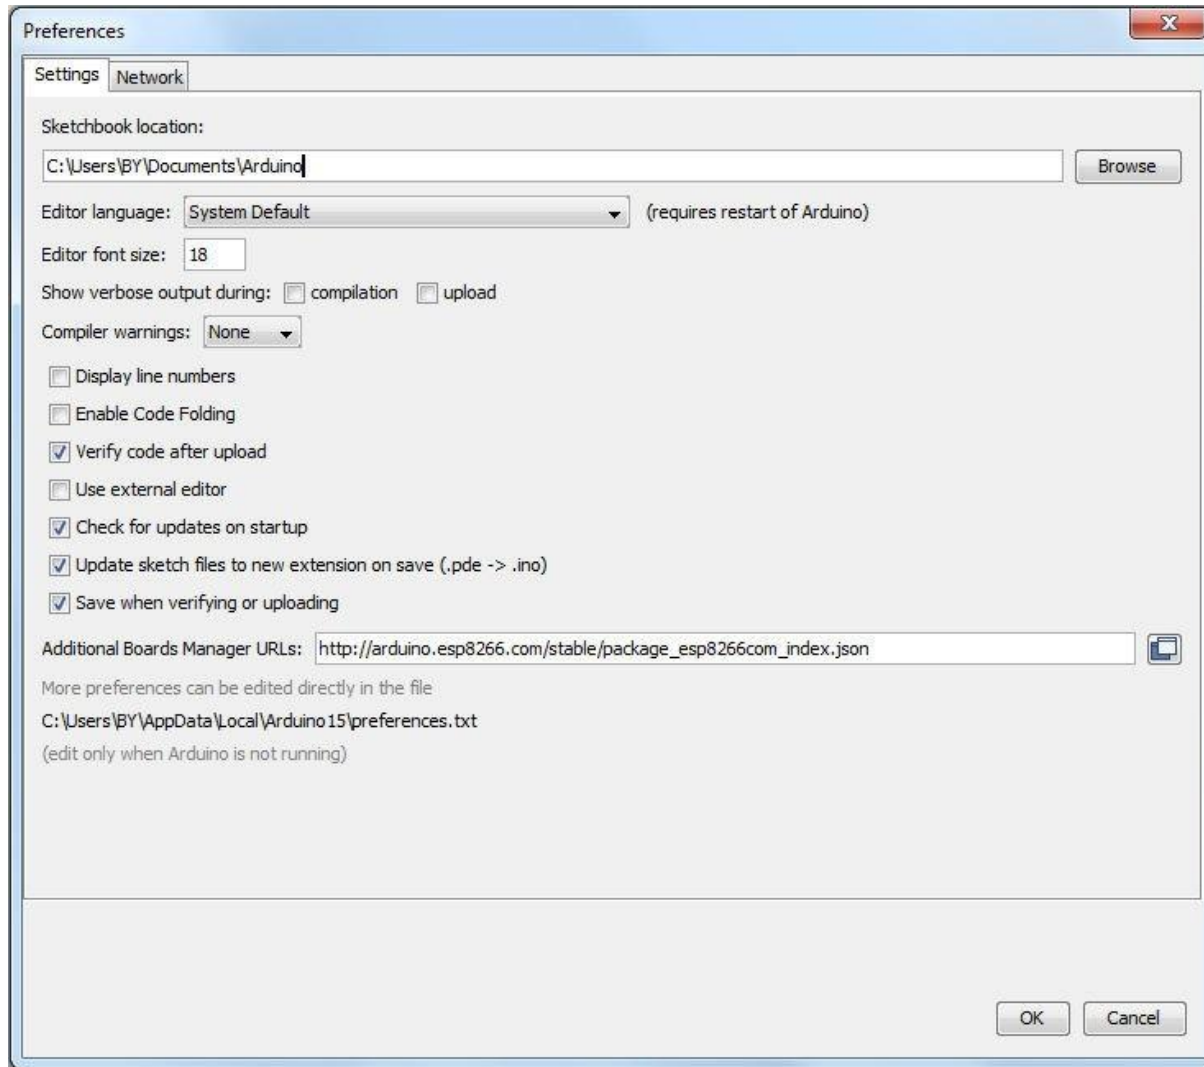 Preferences
Settings Network
Sketchbook location:
C:\Users\BY\Documents\Arduino Browse
Editor language: System Default (requires restart of Arduino)
Editor font size: 18
Show verbose output during: compilation upload
Compiler warnings: None
Display line numbers
Enable Code Folding
Verify code after upload
Use external editor
Check for updates on startup
Update sketch files to new extension on save (.pde -> .ino)
Save when verifying or uploading
Additional Boards Manager URLs: http://arduino.esp8266.com/stable/package_esp8266com_index.json
More preferences can be edited directly in the file
C:\Users\BY\AppData\Local\Arduino15\preferences.txt
(edit only when Arduino is not running)
OK Cancel